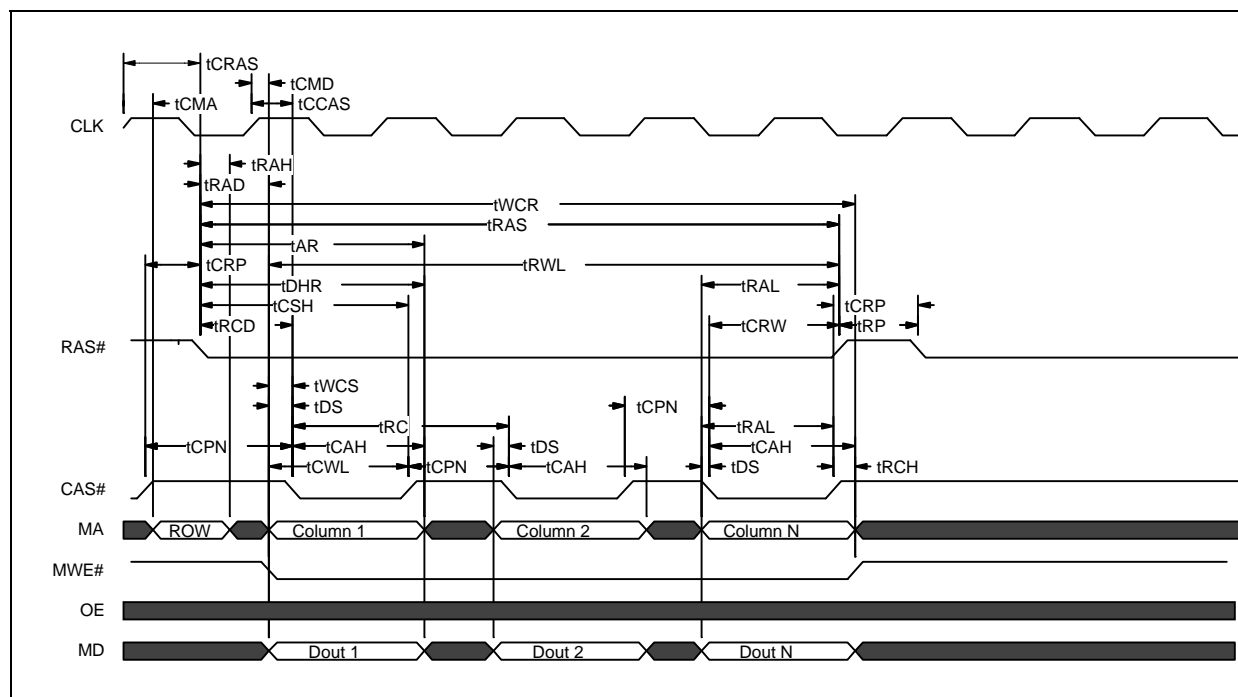 tCRAS
tCMD
tCMA
tCCAS
CLK
tRAH
tRAD
tWCR
tRAS
tAR
tCRP
tRWL
tDHR
tRAL
tCSH
tCRP
tRCD
tCRW
tRP
RAS#
tWCS
tDS
tCPN
tRC
tRAL
tCPN
tCAH
tDS
tCAH
tCWL
tCPN
tCAH
tDS
tRCH
CAS#
MA
ROW
Column 1
Column 2
Column N
MWE#
OE
MD
Dout 1
Dout 2
Dout N